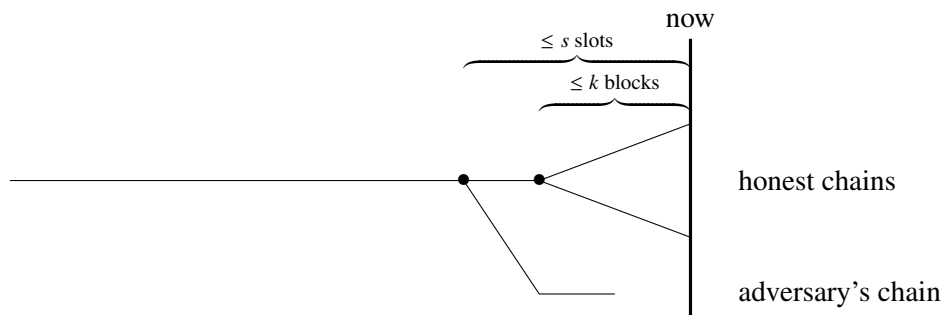 now
≤ s slots
≤ k blocks
honest chains
adversary's chain